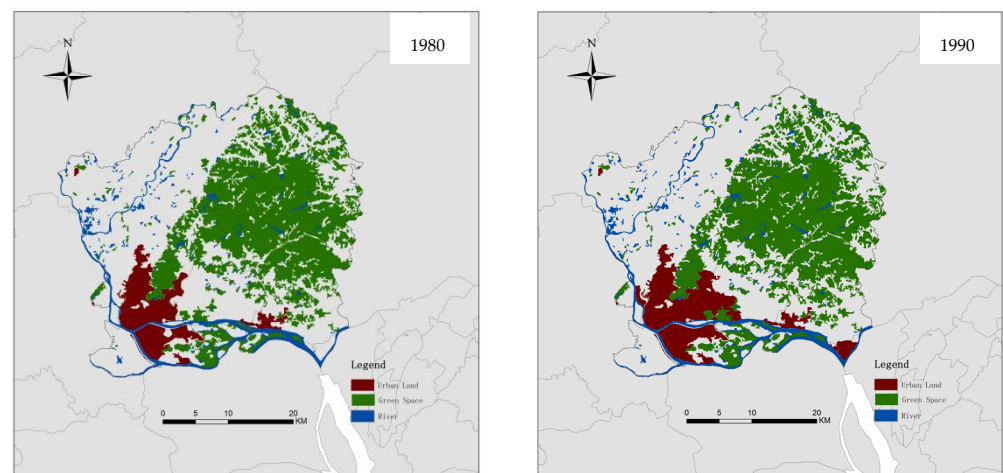 1980
N
Legend
Urban Land
Green Space
River
0 5 10 20
KM
1990
N
Legend
Urban Land
Green Space
River
0 5 10 20
KM